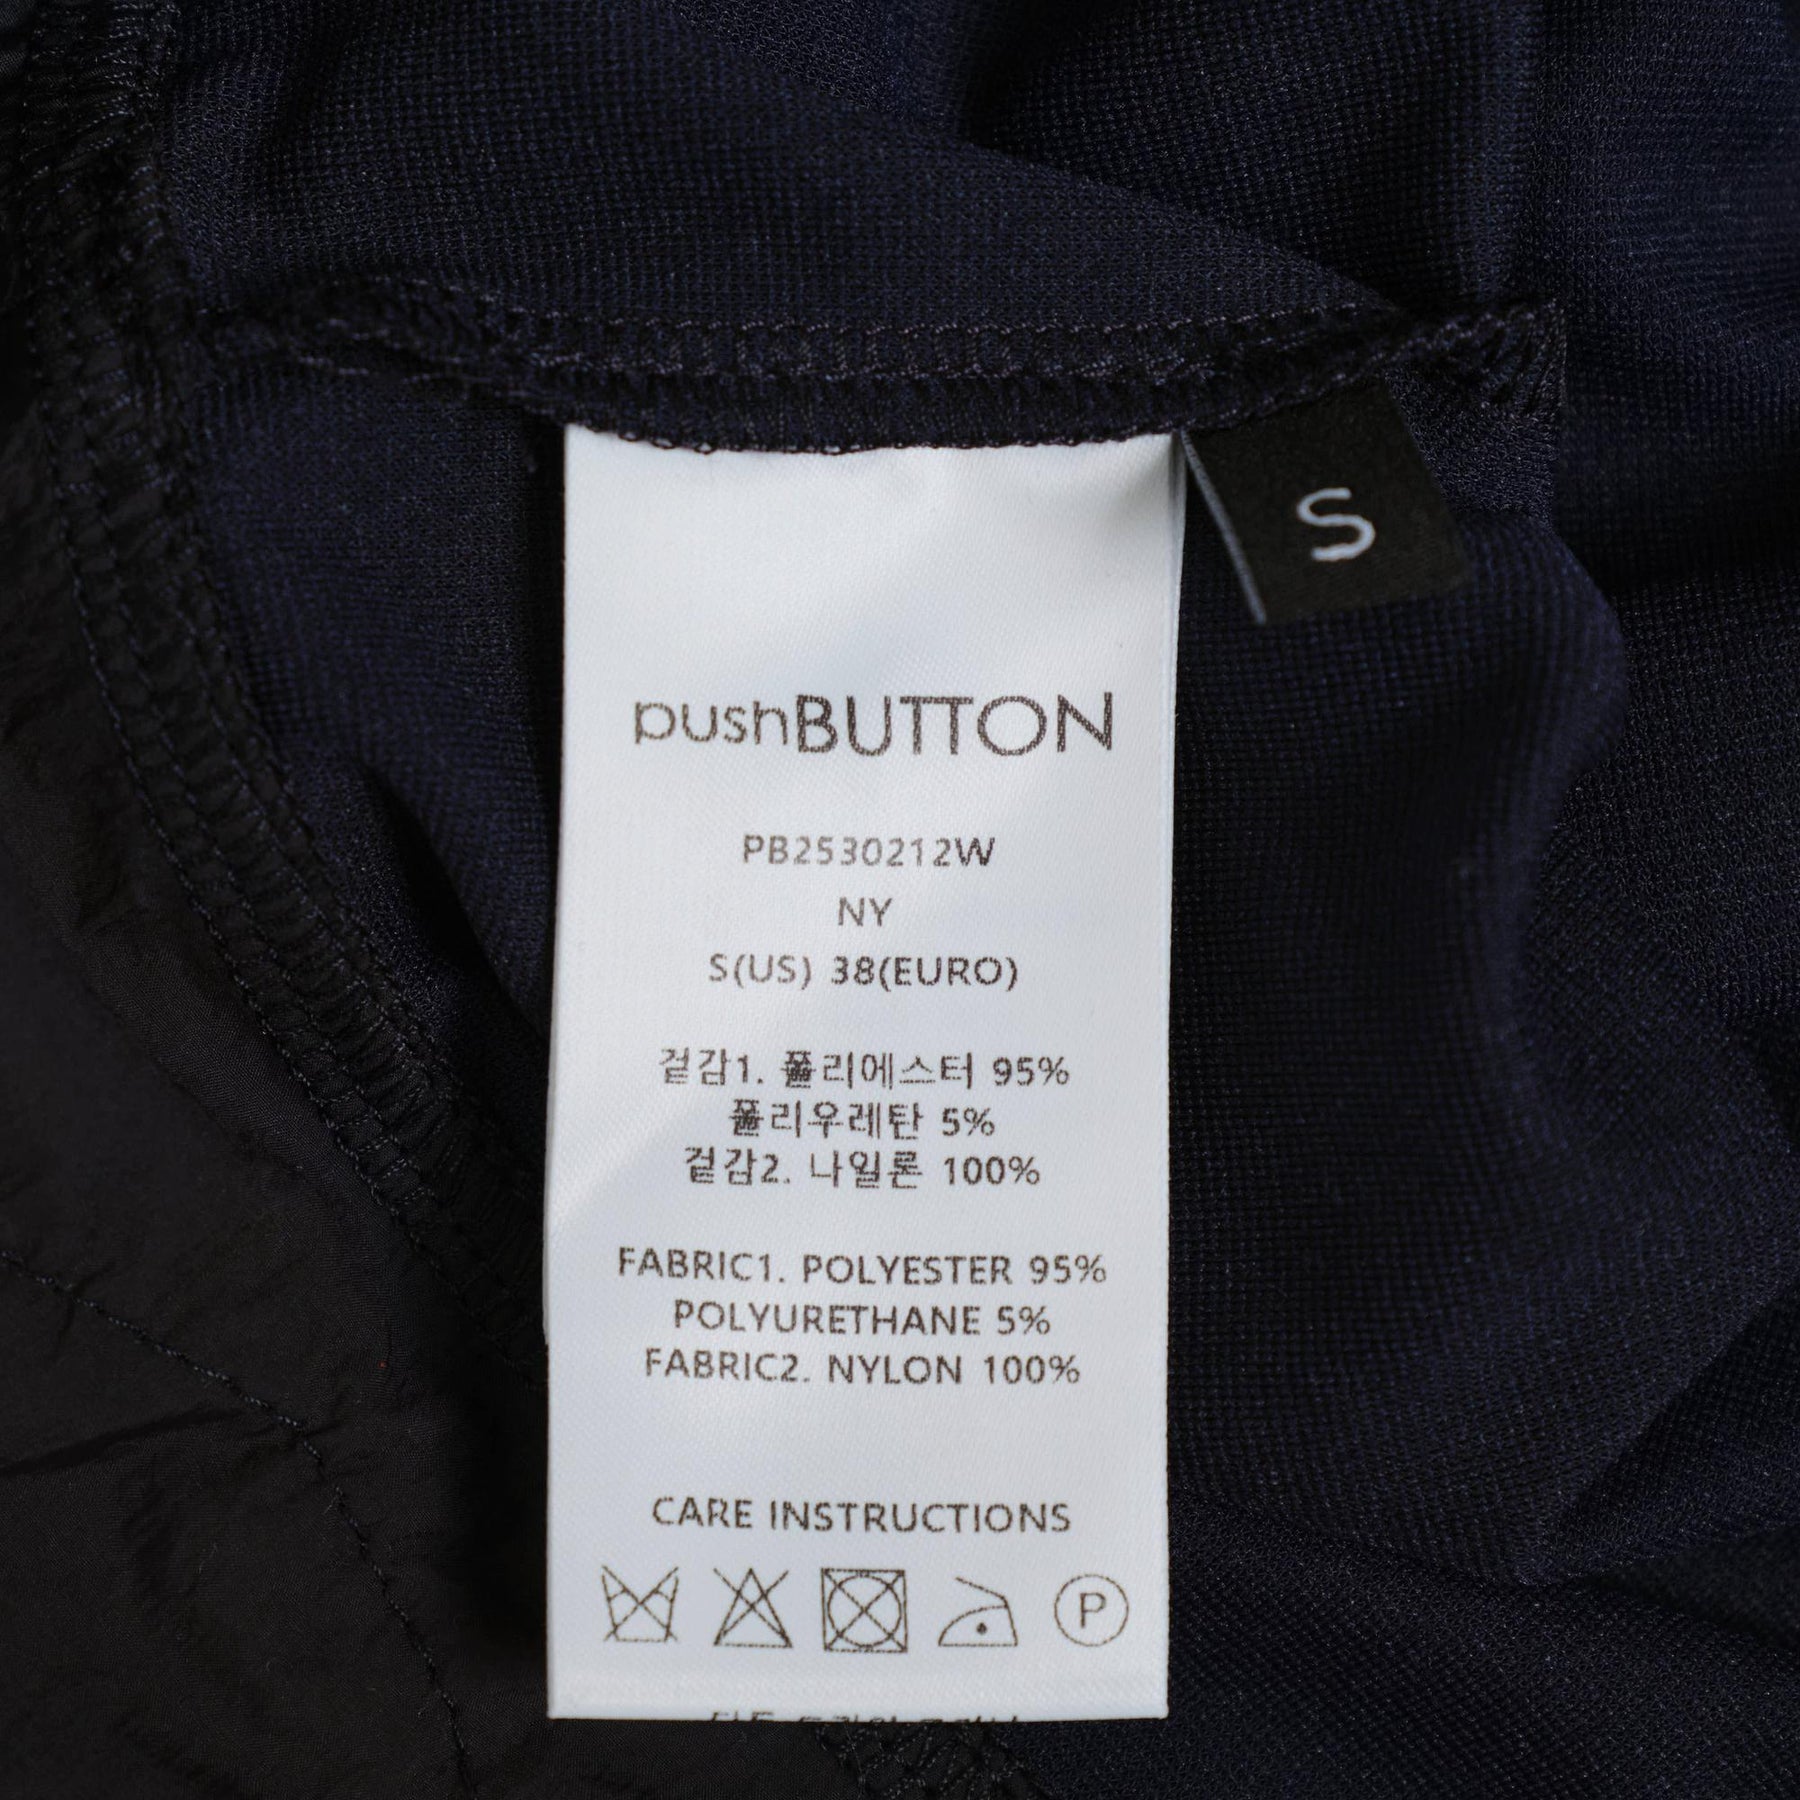 S
pushBUTTON
PB2530212W
NY
S(US) 38(EURO)
겉감1. 폴리에스터 95%
폴리우레탄 5%
겉감2. 나일론 100%
FABRIC1. POLYESTER 95%
POLYURETHANE 5%
FABRIC2. NYLON 100%
CARE INSTRUCTIONS
P